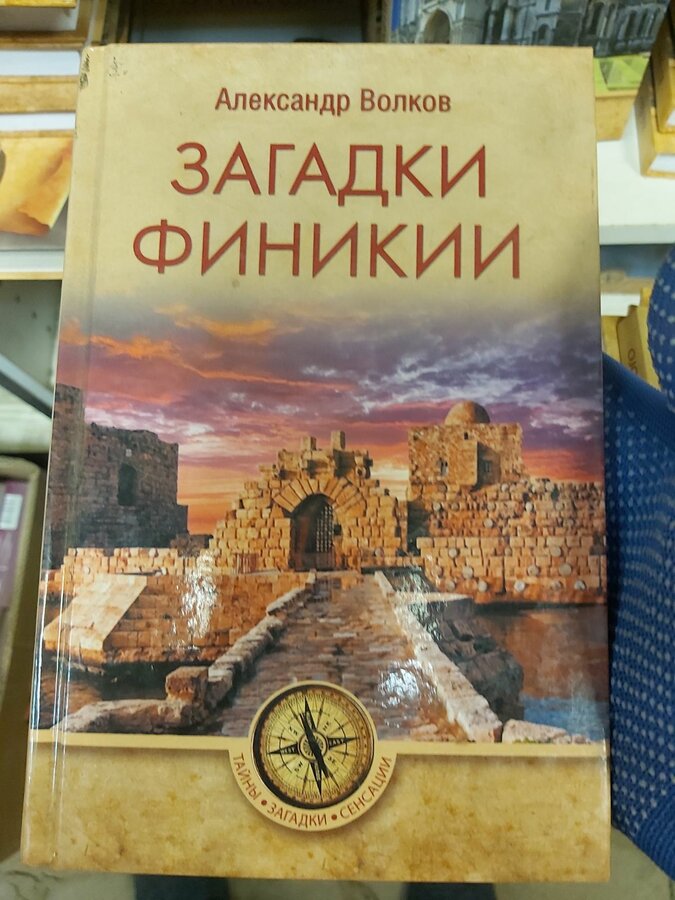 Александр Волков
ЗАГАДКИ
ФИНИКИИ
ТАЙНЫ • ЗАГАДКИ • СЕНСАЦИИ